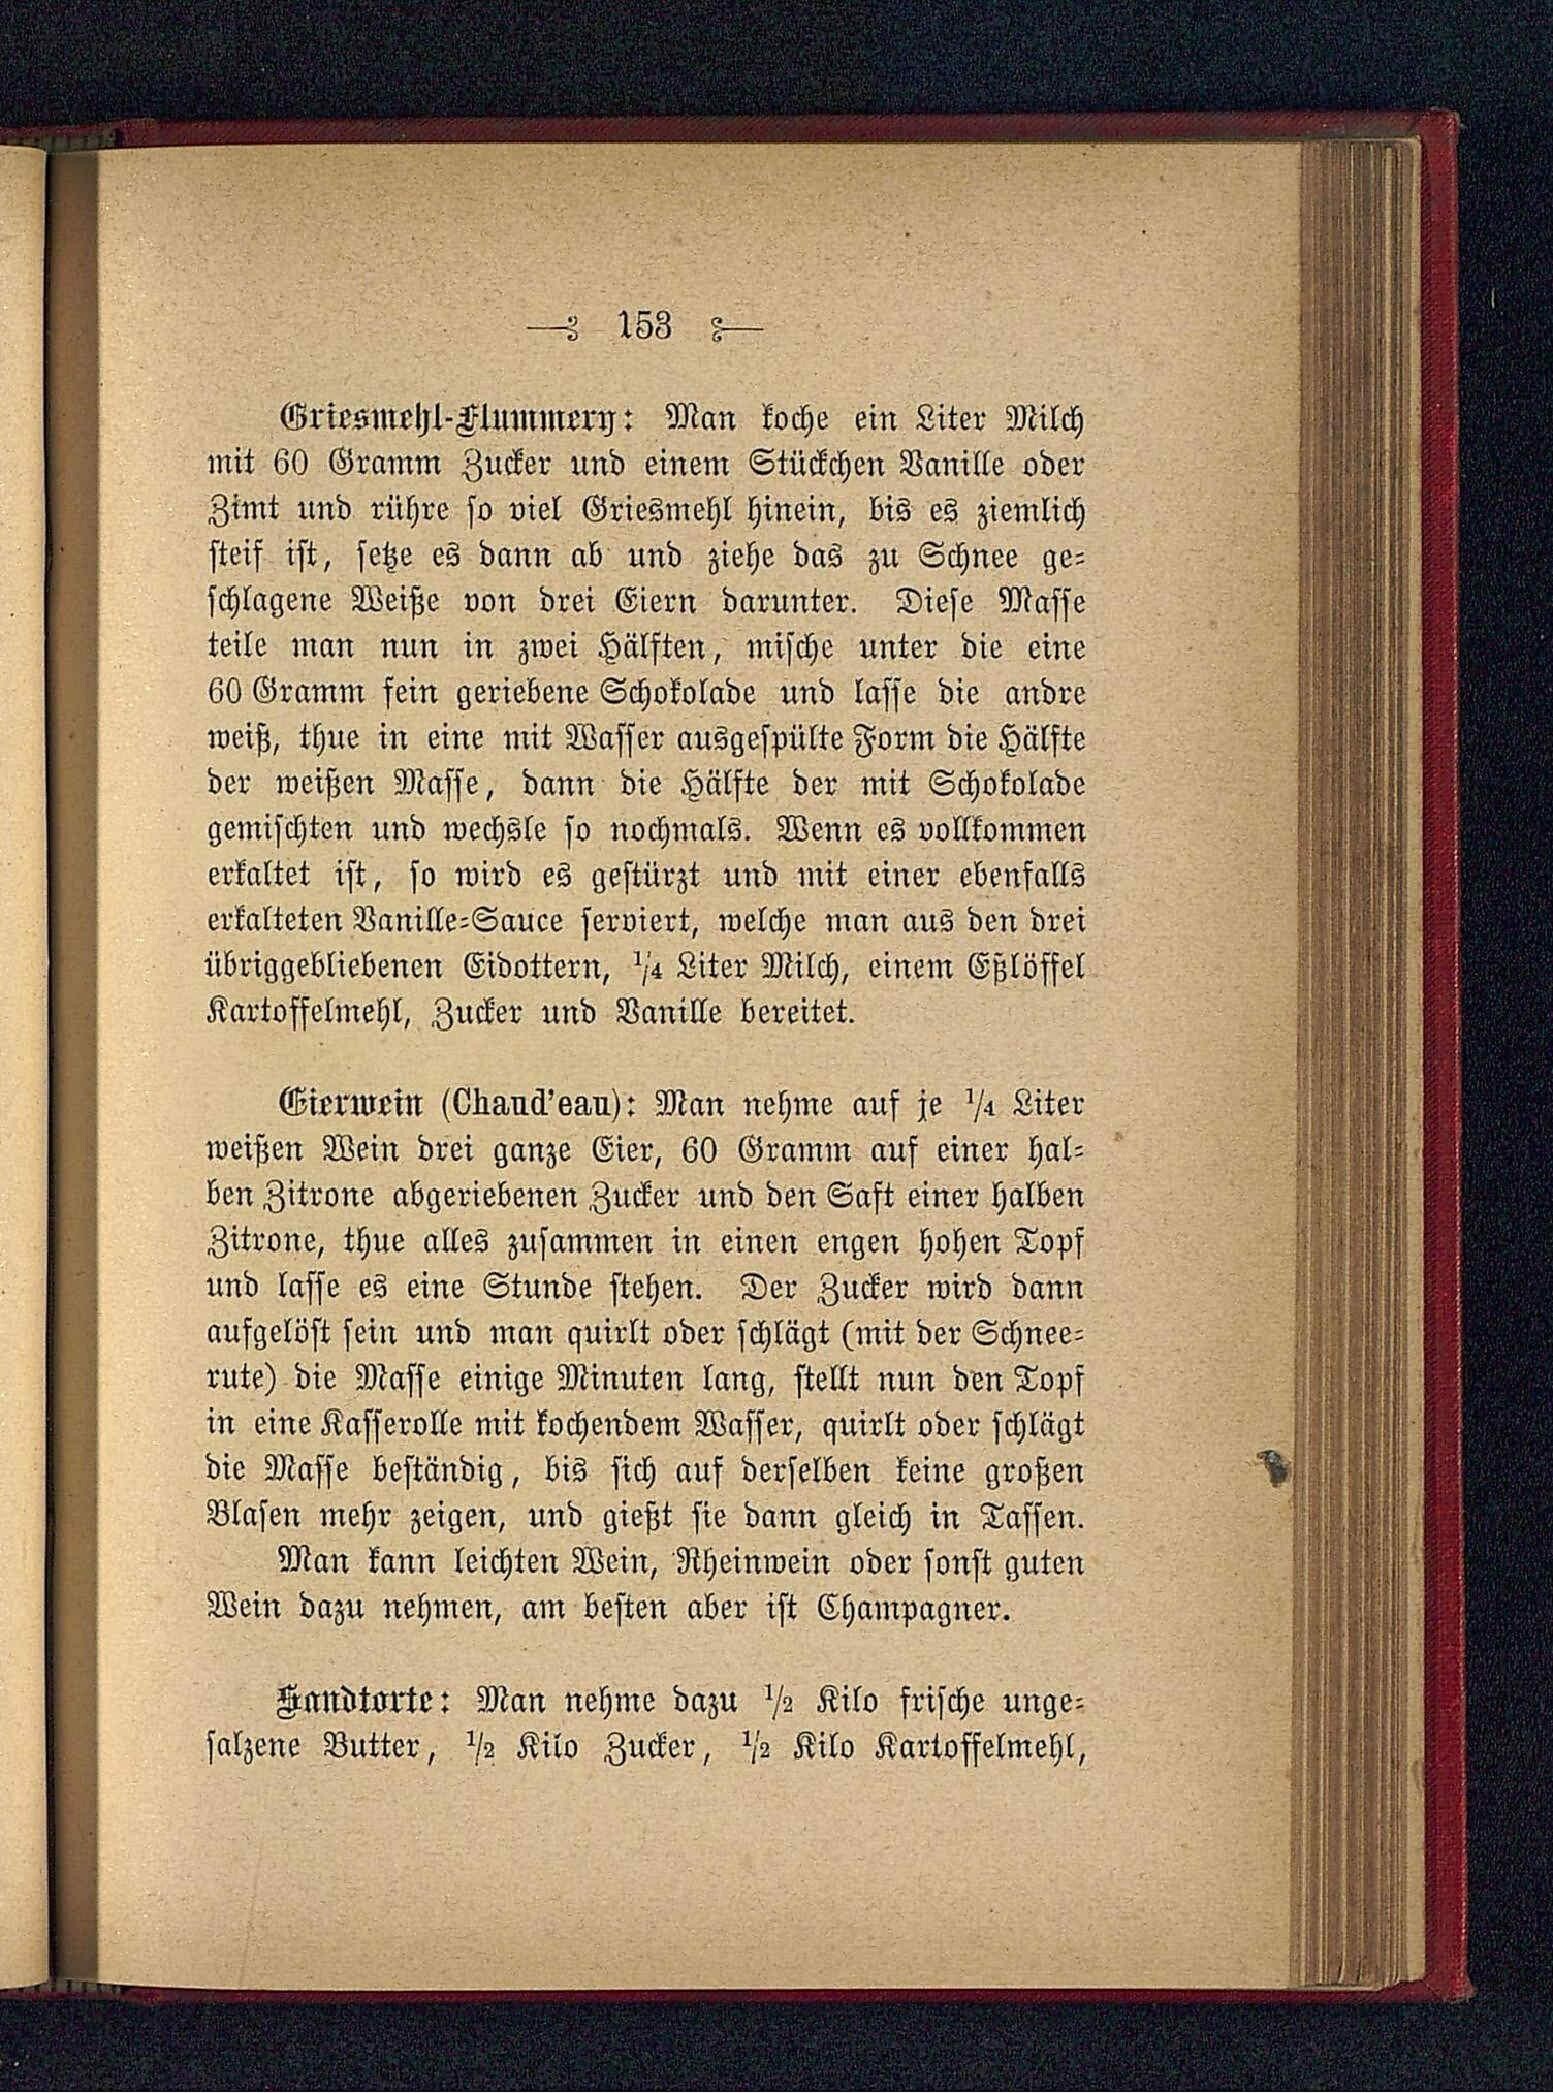 153
Griesmehl-Flummery: Man koche ein Liter Milch
mit 60 Gramm Zucker und einem Stückchen Vanille oder
Zimt und rühre so viel Griesmehl hinein, bis es ziemlich
steif ist, setze es dann ab und ziehe das zu Schnee ge-
schlagene Weiße von drei Eiern darunter. Diese Masse
teile man nun in zwei Hälften, mische unter die eine
60 Gramm fein geriebene Schokolade und lasse die andre
weiß, thue in eine mit Wasser ausgespülte Form die Hälfte
der weißen Masse, dann die Hälfte der mit Schokolade
gemischten und wechsle so nochmals. Wenn es vollkommen
erkaltet ist, so wird es gestürzt und mit einer ebenfalls
erkalteten Vanille-Sauce serviert, welche man aus den drei
übriggebliebenen Eidottern, 1/4 Liter Milch, einem Eßlöffel
Kartoffelmehl, Zucker und Vanille bereitet.
Eierwein (Chaud'eau): Man nehme auf je 1/4 Liter
weißen Wein drei ganze Eier, 60 Gramm auf einer hal-
ben Zitrone abgeriebenen Zucker und den Saft einer halben
Zitrone, thue alles zusammen in einen engen hohen Topf
und lasse es eine Stunde stehen. Der Zucker wird dann
aufgelöst sein und man quirlt oder schlägt (mit der Schnee-
rute) die Masse einige Minuten lang, stellt nun den Topf
in eine Kasserolle mit kochendem Wasser, quirlt oder schlägt
die Masse beständig, bis sich auf derselben keine großen
Blasen mehr zeigen, und gießt sie dann gleich in Tassen.
Man kann leichten Wein, Rheinwein oder sonst guten
Wein dazu nehmen, am besten aber ist Champagner.
Sandtorte: Man nehme dazu 1/2 Kilo frische unge-
salzene Butter, 1/2 Kilo Zucker, 1/2 Kilo Kartoffelmehl,